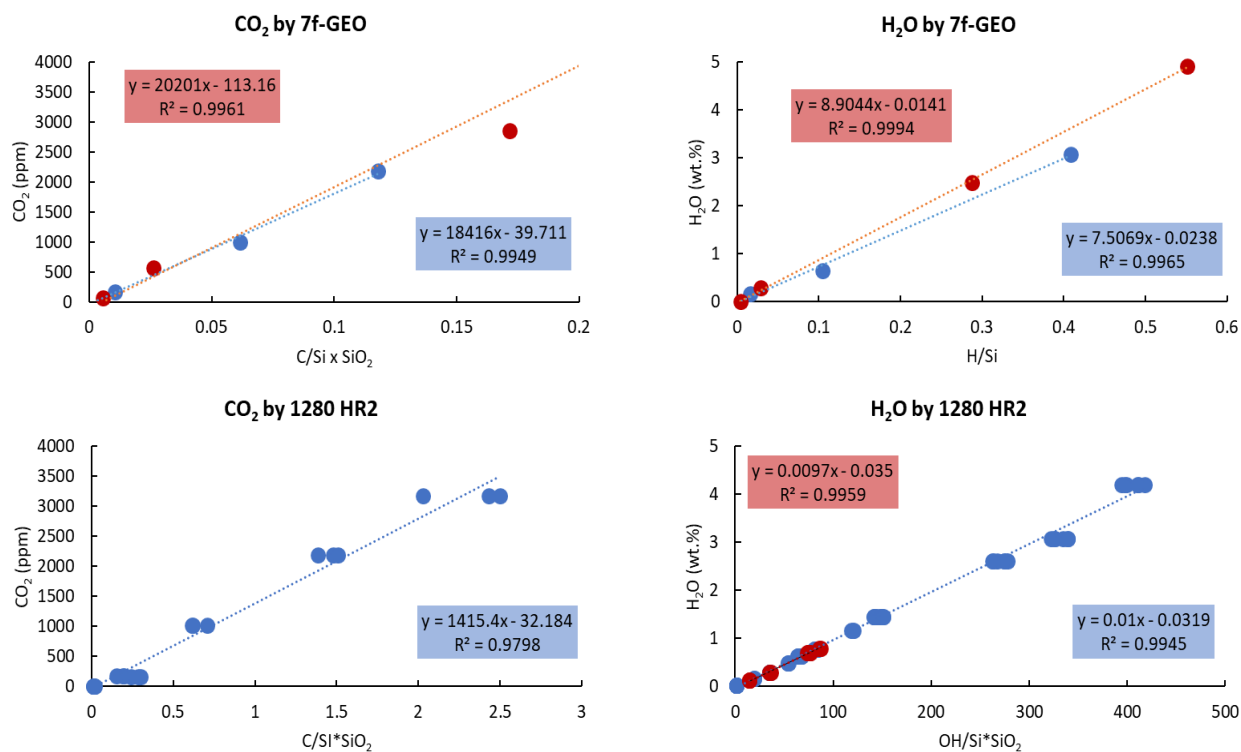 CO₂ by 7f-GEO
4000
3500
3000
2500
2000
1500
1000
500
0
CO₂ (ppm)
y = 20201x - 113.16
R² = 0.9961
y = 18416x - 39.711
R² = 0.9949
0 0.05 0.1 0.15 0.2
C/Si x SiO₂
H₂O by 7f-GEO
5
4
3
2
1
0
H₂O (wt.%)
y = 8.9044x - 0.0141
R² = 0.9994
y = 7.5069x - 0.0238
R² = 0.9965
0 0.1 0.2 0.3 0.4 0.5 0.6
H/Si
CO₂ by 1280 HR2
4000
3500
3000
2500
2000
1500
1000
500
0
CO₂ (ppm)
y = 1415.4x - 32.184
R² = 0.9798
0 0.5 1 1.5 2 2.5 3
C/SI*SiO₂
H₂O by 1280 HR2
5
4
3
2
1
0
H₂O (wt.%)
y = 0.0097x - 0.035
R² = 0.9959
y = 0.01x - 0.0319
R² = 0.9945
0 100 200 300 400 500
OH/Si*SiO₂